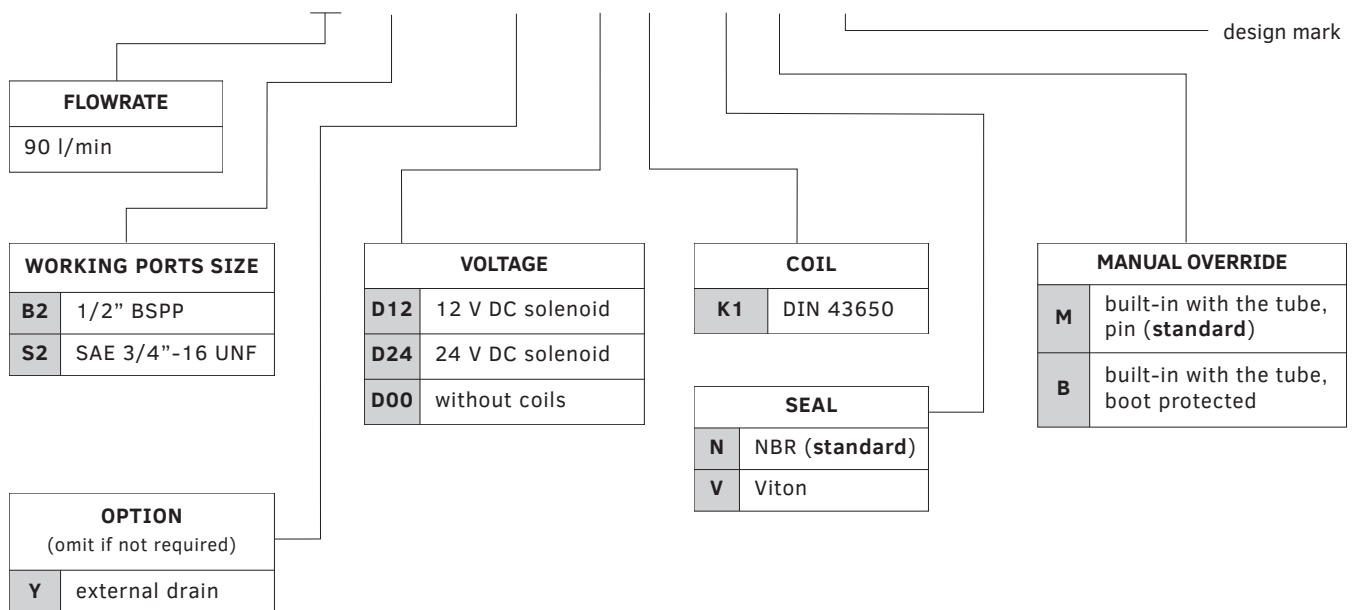 design mark
FLOWRATE
90 l/min
WORKING PORTS SIZE
B2 1/2” BSPP
S2 SAE 3/4”-16 UNF
VOLTAGE
D12 12 V DC solenoid
D24 24 V DC solenoid
D00 without coils
COIL
K1 DIN 43650
MANUAL OVERRIDE
M built-in with the tube,
pin (standard)
B built-in with the tube,
boot protected
SEAL
N NBR (standard)
V Viton
OPTION
(omit if not required)
Y external drain